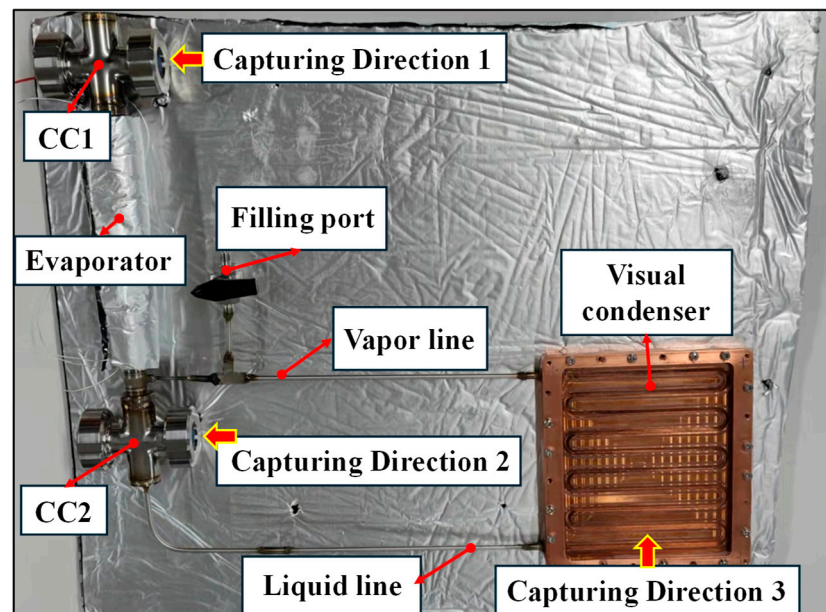 Capturing Direction 1
CC1
Filling port
Evaporator
Visual
condenser
Vapor line
Capturing Direction 2
CC2
Liquid line
Capturing Direction 3